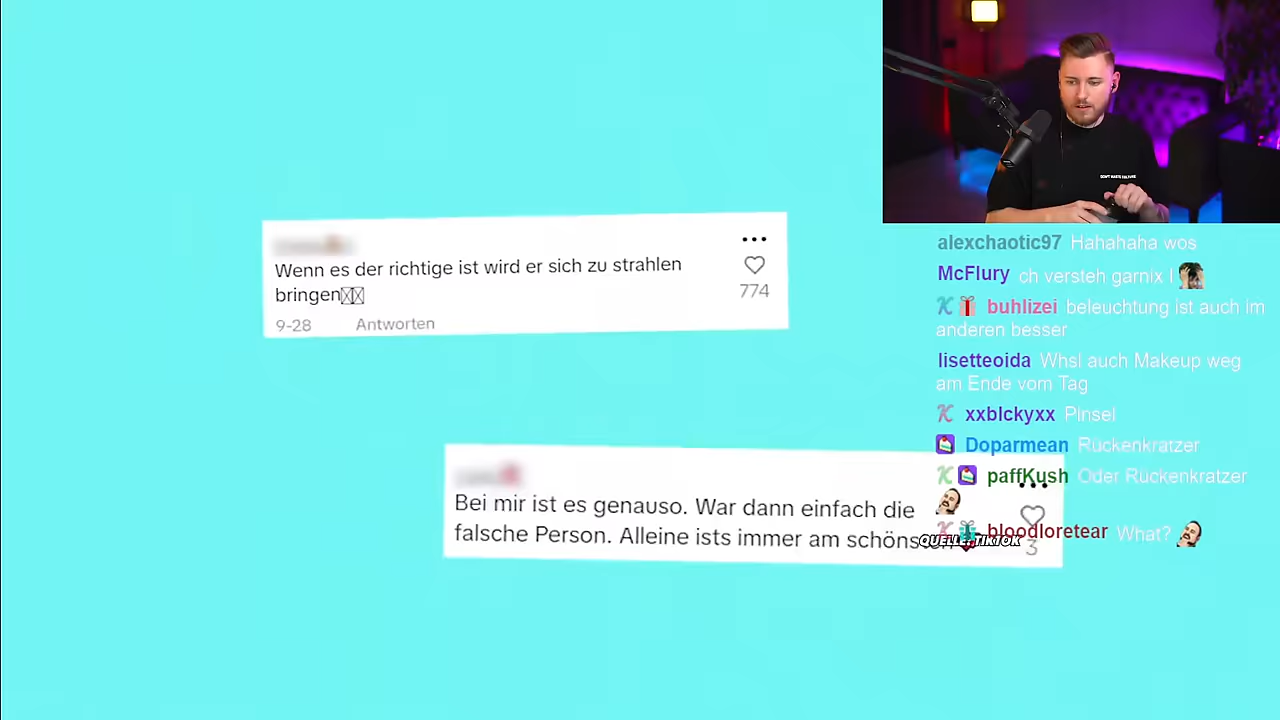 Wenn es der richtige ist wird er sich zu strahlen
bringen
774
9-28 Antworten
Bei mir ist es genauso. War dann einfach die
falsche Person. Alleine ists immer am schöns
3
QUELLE: TIKTOK
alexchaotic97 Hahahaha wos
McFlury ch versteh garnix l
buhlizei beleuchtung ist auch im
anderen besser
lisetteoida Whsl auch Makeup weg
am Ende vom Tag
xxblckyxx Pinsel
Doparmean Rückenkratzer
paffKush Oder Rückenkratzer
bloodloretear What?